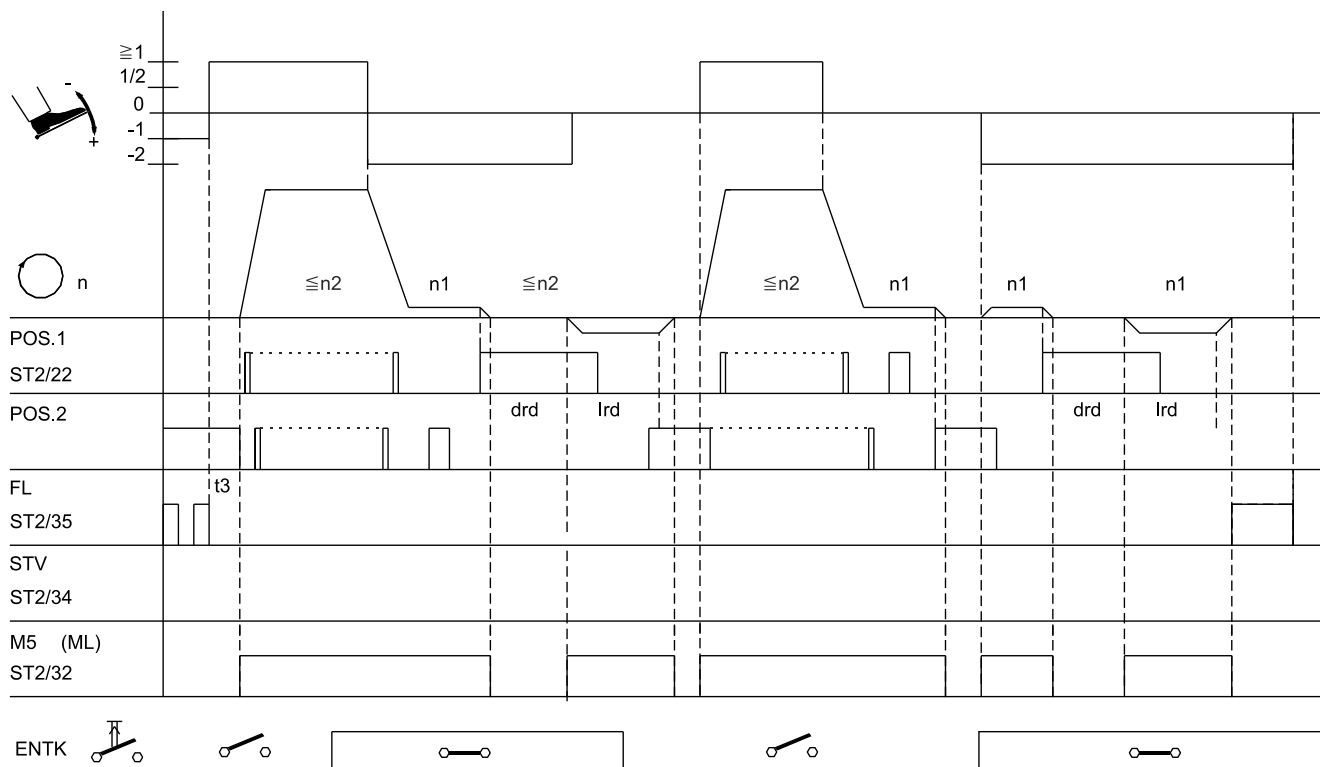 ≧1
1/2
0
-1
-2
-
+
n
≦n2
n1
≦n2
≦n2
n1
n1
n1
POS.1
ST2/22
POS.2
drd
lrd
drd
lrd
FL
t3
ST2/35
STV
ST2/34
M5 (ML)
ST2/32
ENTK